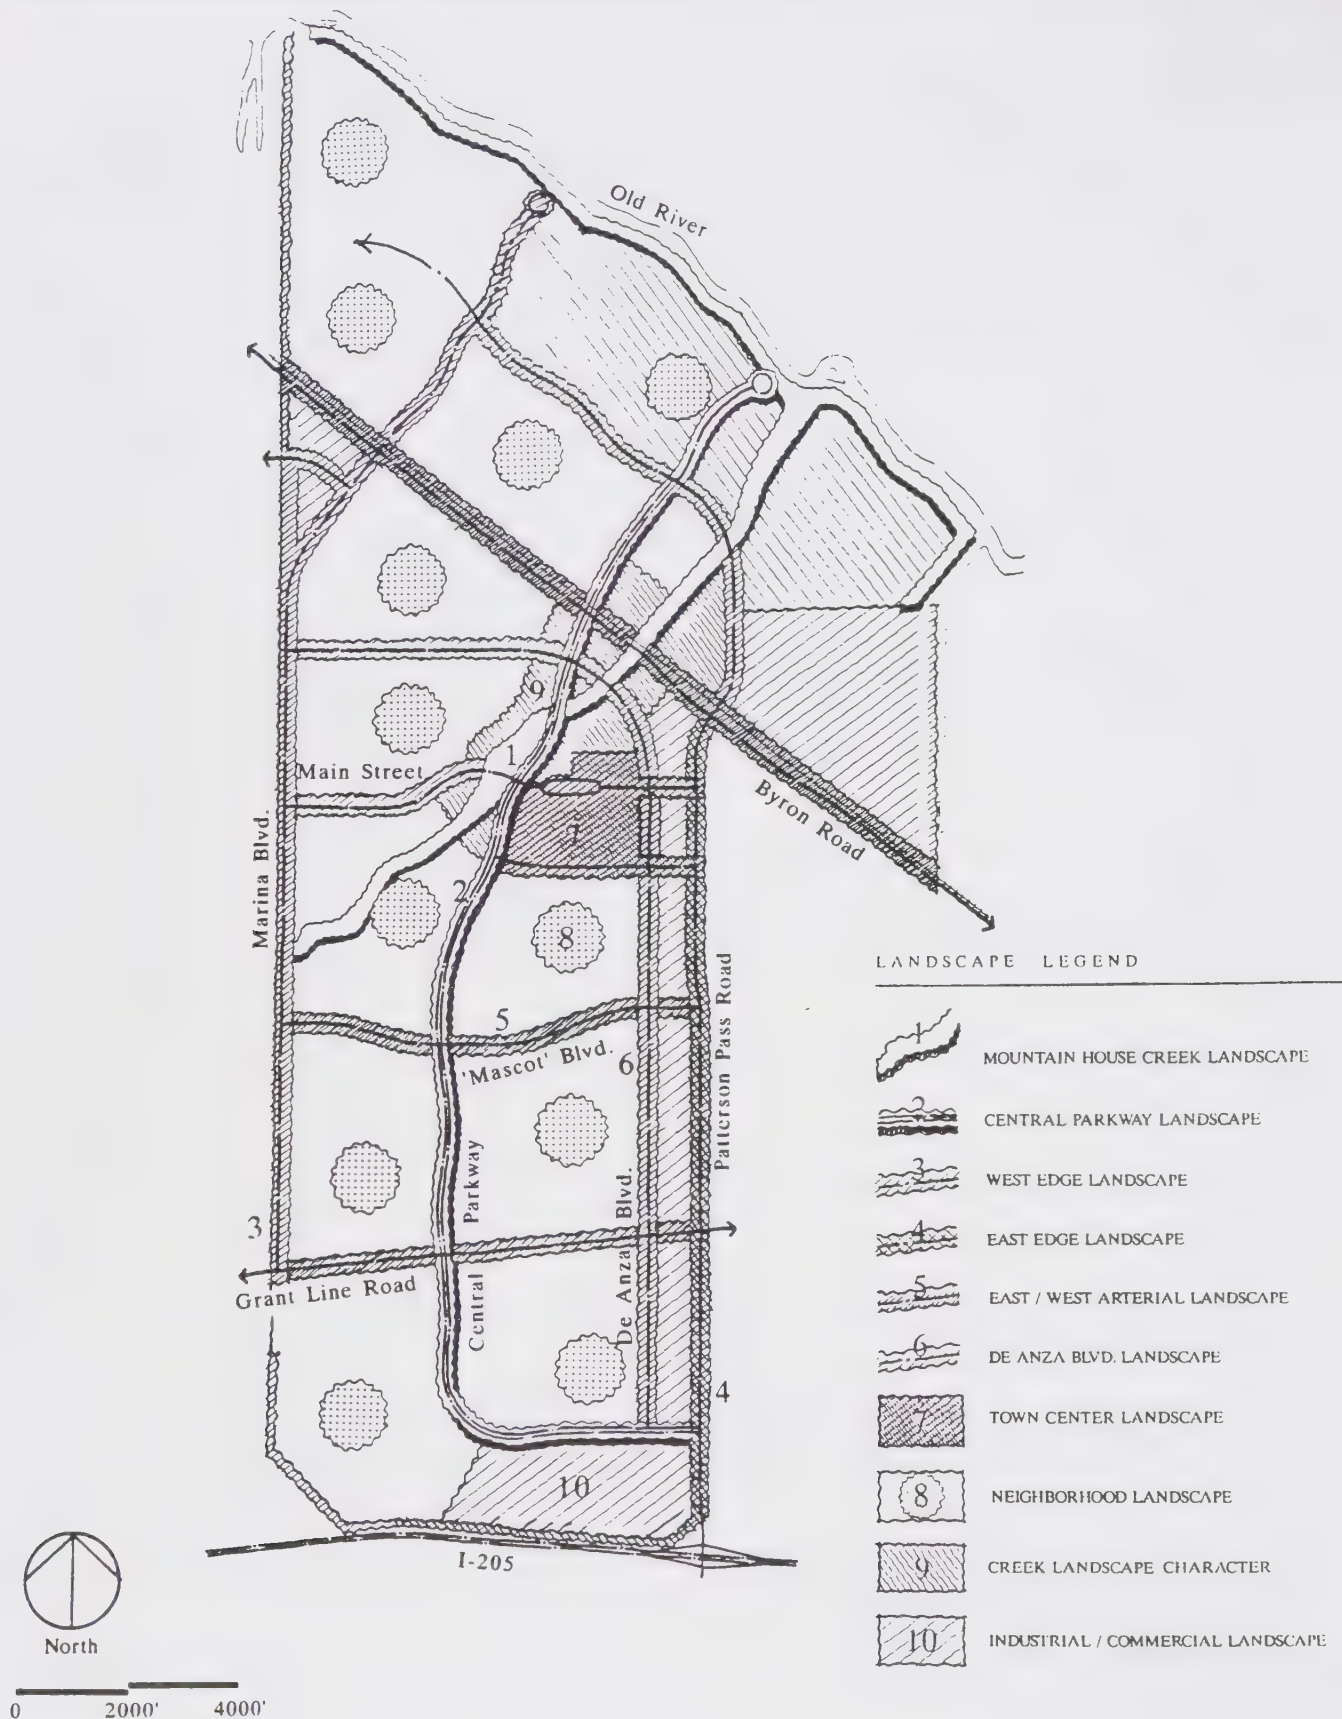 Old River
9
1
Main Street
7
Byron Road
Marina Blvd.
2
8
5
'Mascot' Blvd.
6
Patterson Pass Road
3
Central Parkway
De Anza Blvd.
Grant Line Road
4
10
I-205
North
0 2000' 4000'
LANDSCAPE LEGEND
1 MOUNTAIN HOUSE CREEK LANDSCAPE
2 CENTRAL PARKWAY LANDSCAPE
3 WEST EDGE LANDSCAPE
4 EAST EDGE LANDSCAPE
5 EAST / WEST ARTERIAL LANDSCAPE
6 DE ANZA BLVD. LANDSCAPE
7 TOWN CENTER LANDSCAPE
8 NEIGHBORHOOD LANDSCAPE
9 CREEK LANDSCAPE CHARACTER
10 INDUSTRIAL / COMMERCIAL LANDSCAPE